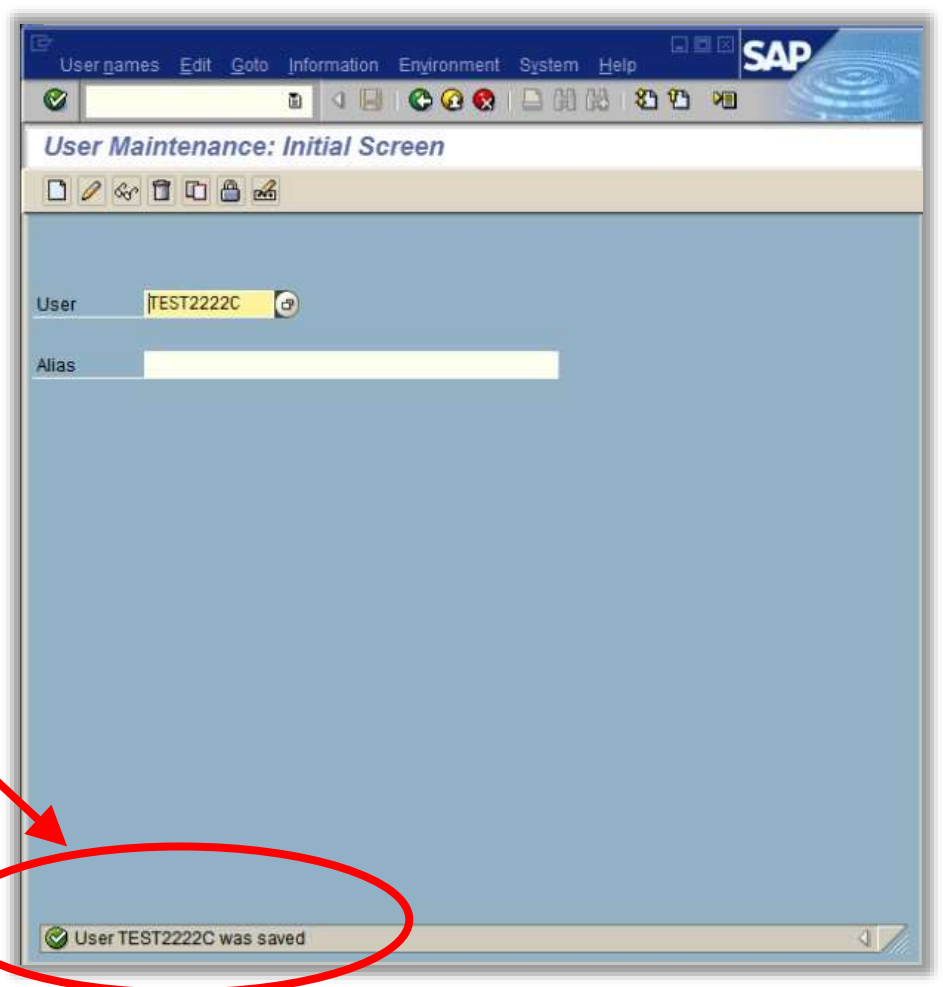 User names Edit Goto Information Environment System Help
SAP
User Maintenance: Initial Screen
User TEST2222C
Alias
User TEST2222C was saved